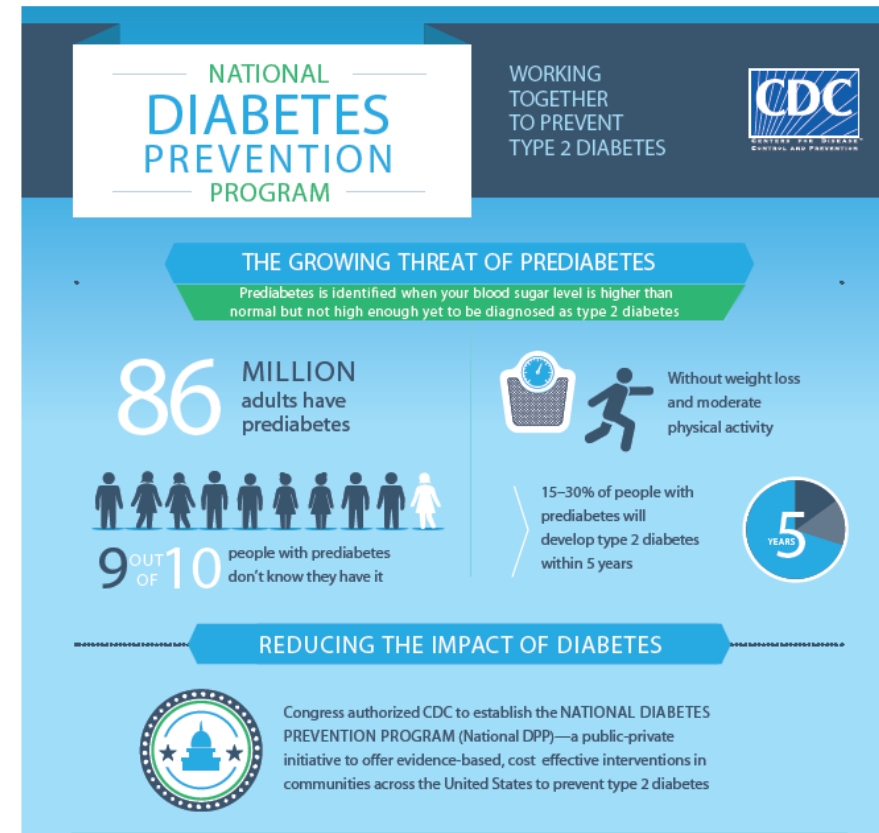 NATIONAL
DIABETES
PREVENTION
PROGRAM
WORKING
TOGETHER
TO PREVENT
TYPE 2 DIABETES
CDC
CENTERS FOR DISEASE
CONTROL AND PREVENTION
THE GROWING THREAT OF PREDIABETES
Prediabetes is identified when your blood sugar level is higher than
normal but not high enough yet to be diagnosed as type 2 diabetes
86
MILLION
adults have
prediabetes
9 OUT OF 10
people with prediabetes
don't know they have it
Without weight loss
and moderate
physical activity
15–30% of people with
prediabetes will
develop type 2 diabetes
within 5 years
5
YEARS
REDUCING THE IMPACT OF DIABETES
Congress authorized CDC to establish the NATIONAL DIABETES
PREVENTION PROGRAM (National DPP)—a public-private
initiative to offer evidence-based, cost effective interventions in
communities across the United States to prevent type 2 diabetes